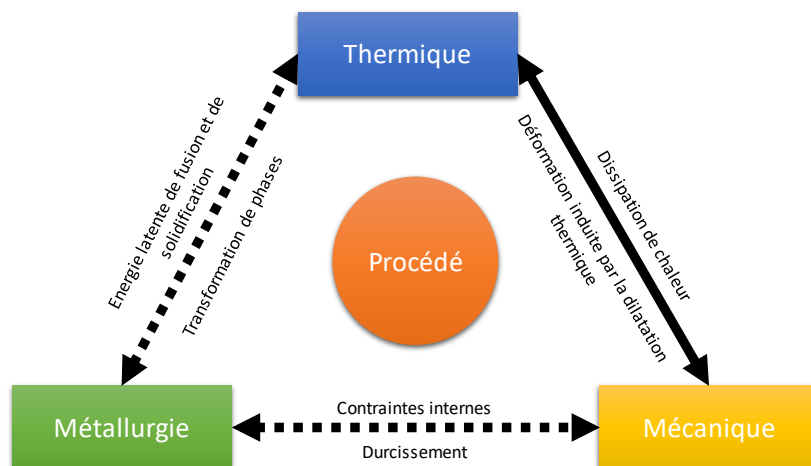 Thermique
Energie latente de fusion et de
solidification
Transformation de phases
Dissipation de chaleur
Déformation induite par la dilatation
thermique
Procédé
Métallurgie
Contraintes internes
Durcissement
Mécanique